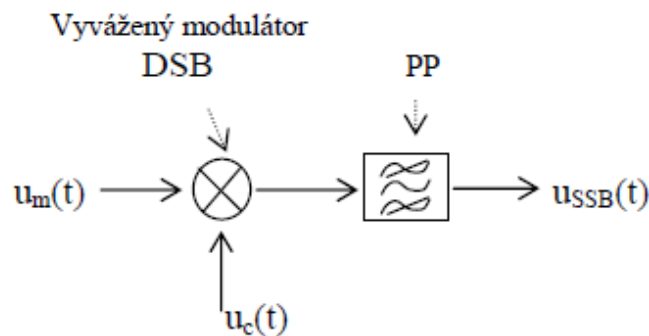 Vyvážený modulátor
DSB
PP
u_m(t)
u_SSB(t)
u_c(t)